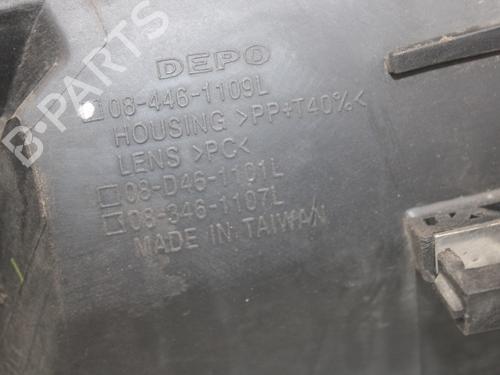 DEPO
08-446-1109L
HOUSING >PP+T40%<
LENS >PC<
08-D46-1101L
08-346-1107L
MADE IN TAIWAN
B-PARTS